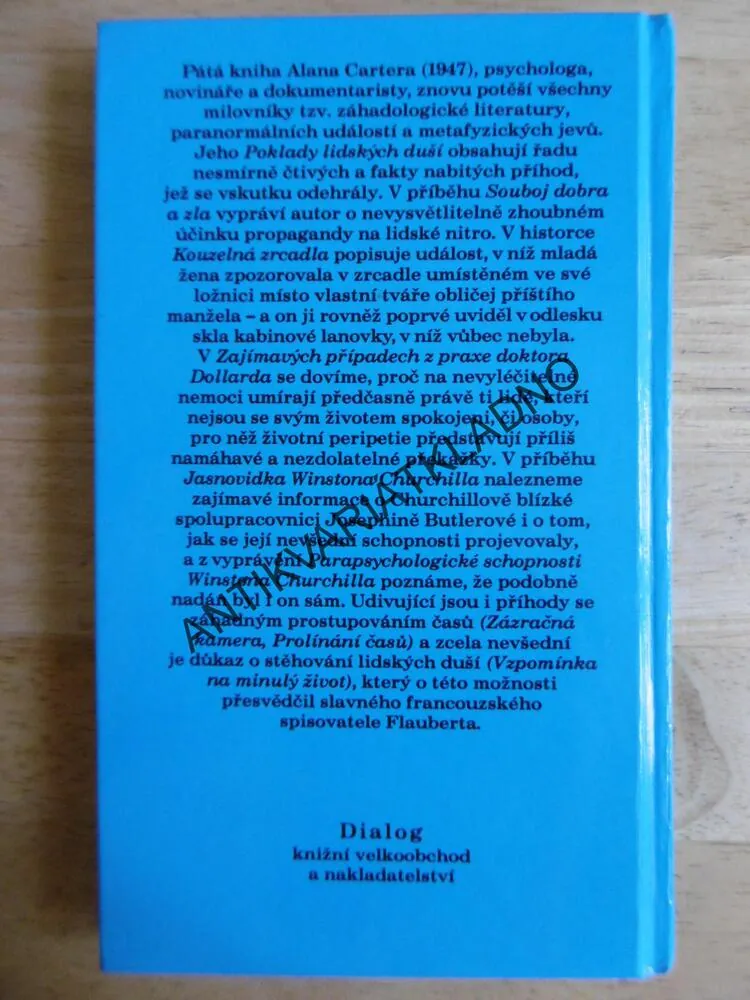 Pátá kniha Alana Cartera (1947), psychologa,
novináře a dokumentaristy, znovu potěší všechny
milovníky tzv. záhadologické literatury,
paranormálních událostí a metafyzických jevů.
Jeho Poklady lidských duší obsahují řadu
nesmírně čtivých a fakty nabitých příhod,
jež se vskutku odehrály. V příběhu Souboj dobra
a zla vypráví autor o nevysvětlitelně zhoubném
účinku propagandy na lidské nitro. V historce
Kouzelná zrcadla popisuje událost, v níž mladá
žena zpozorovala v zrcadle umístěném ve své
ložnici místo vlastní tváře obličej příštího
manžela – a on ji rovněž poprvé uviděl v odlesku
skla kabinové lanovky, v níž vůbec nebyla.
V Zajímavých případech z praxe doktora
Dollarda se dovíme, proč na nevyléčitelné
nemoci umírají předčasně právě ti lidé, kteří
nejsou se svým životem spokojeni, či osoby,
pro něž životní peripetie představují příliš
namáhavé a nezdolatelné překážky. V příběhu
Jasnovidka Winstona Churchilla nalezneme
zajímavé informace o Churchillově blízké
spolupracovnici Josephině Butlerové i o tom,
jak se její nevšední schopnosti projevovaly,
a z vyprávění Parapsychologické schopnosti
Winstona Churchilla poznáme, že podobně
nadán byl i on sám. Udivující jsou i příhody se
záhadným prostupováním časů (Zázračná
kamera, Prolínání časů) a zcela nevšední
je důkaz o stěhování lidských duší (Vzpomínka
na minulý život), který o této možnosti
přesvědčil slavného francouzského
spisovatele Flauberta.
ANTIKVARIATKLADNO
Dialog
knižní velkoobchod
a nakladatelství